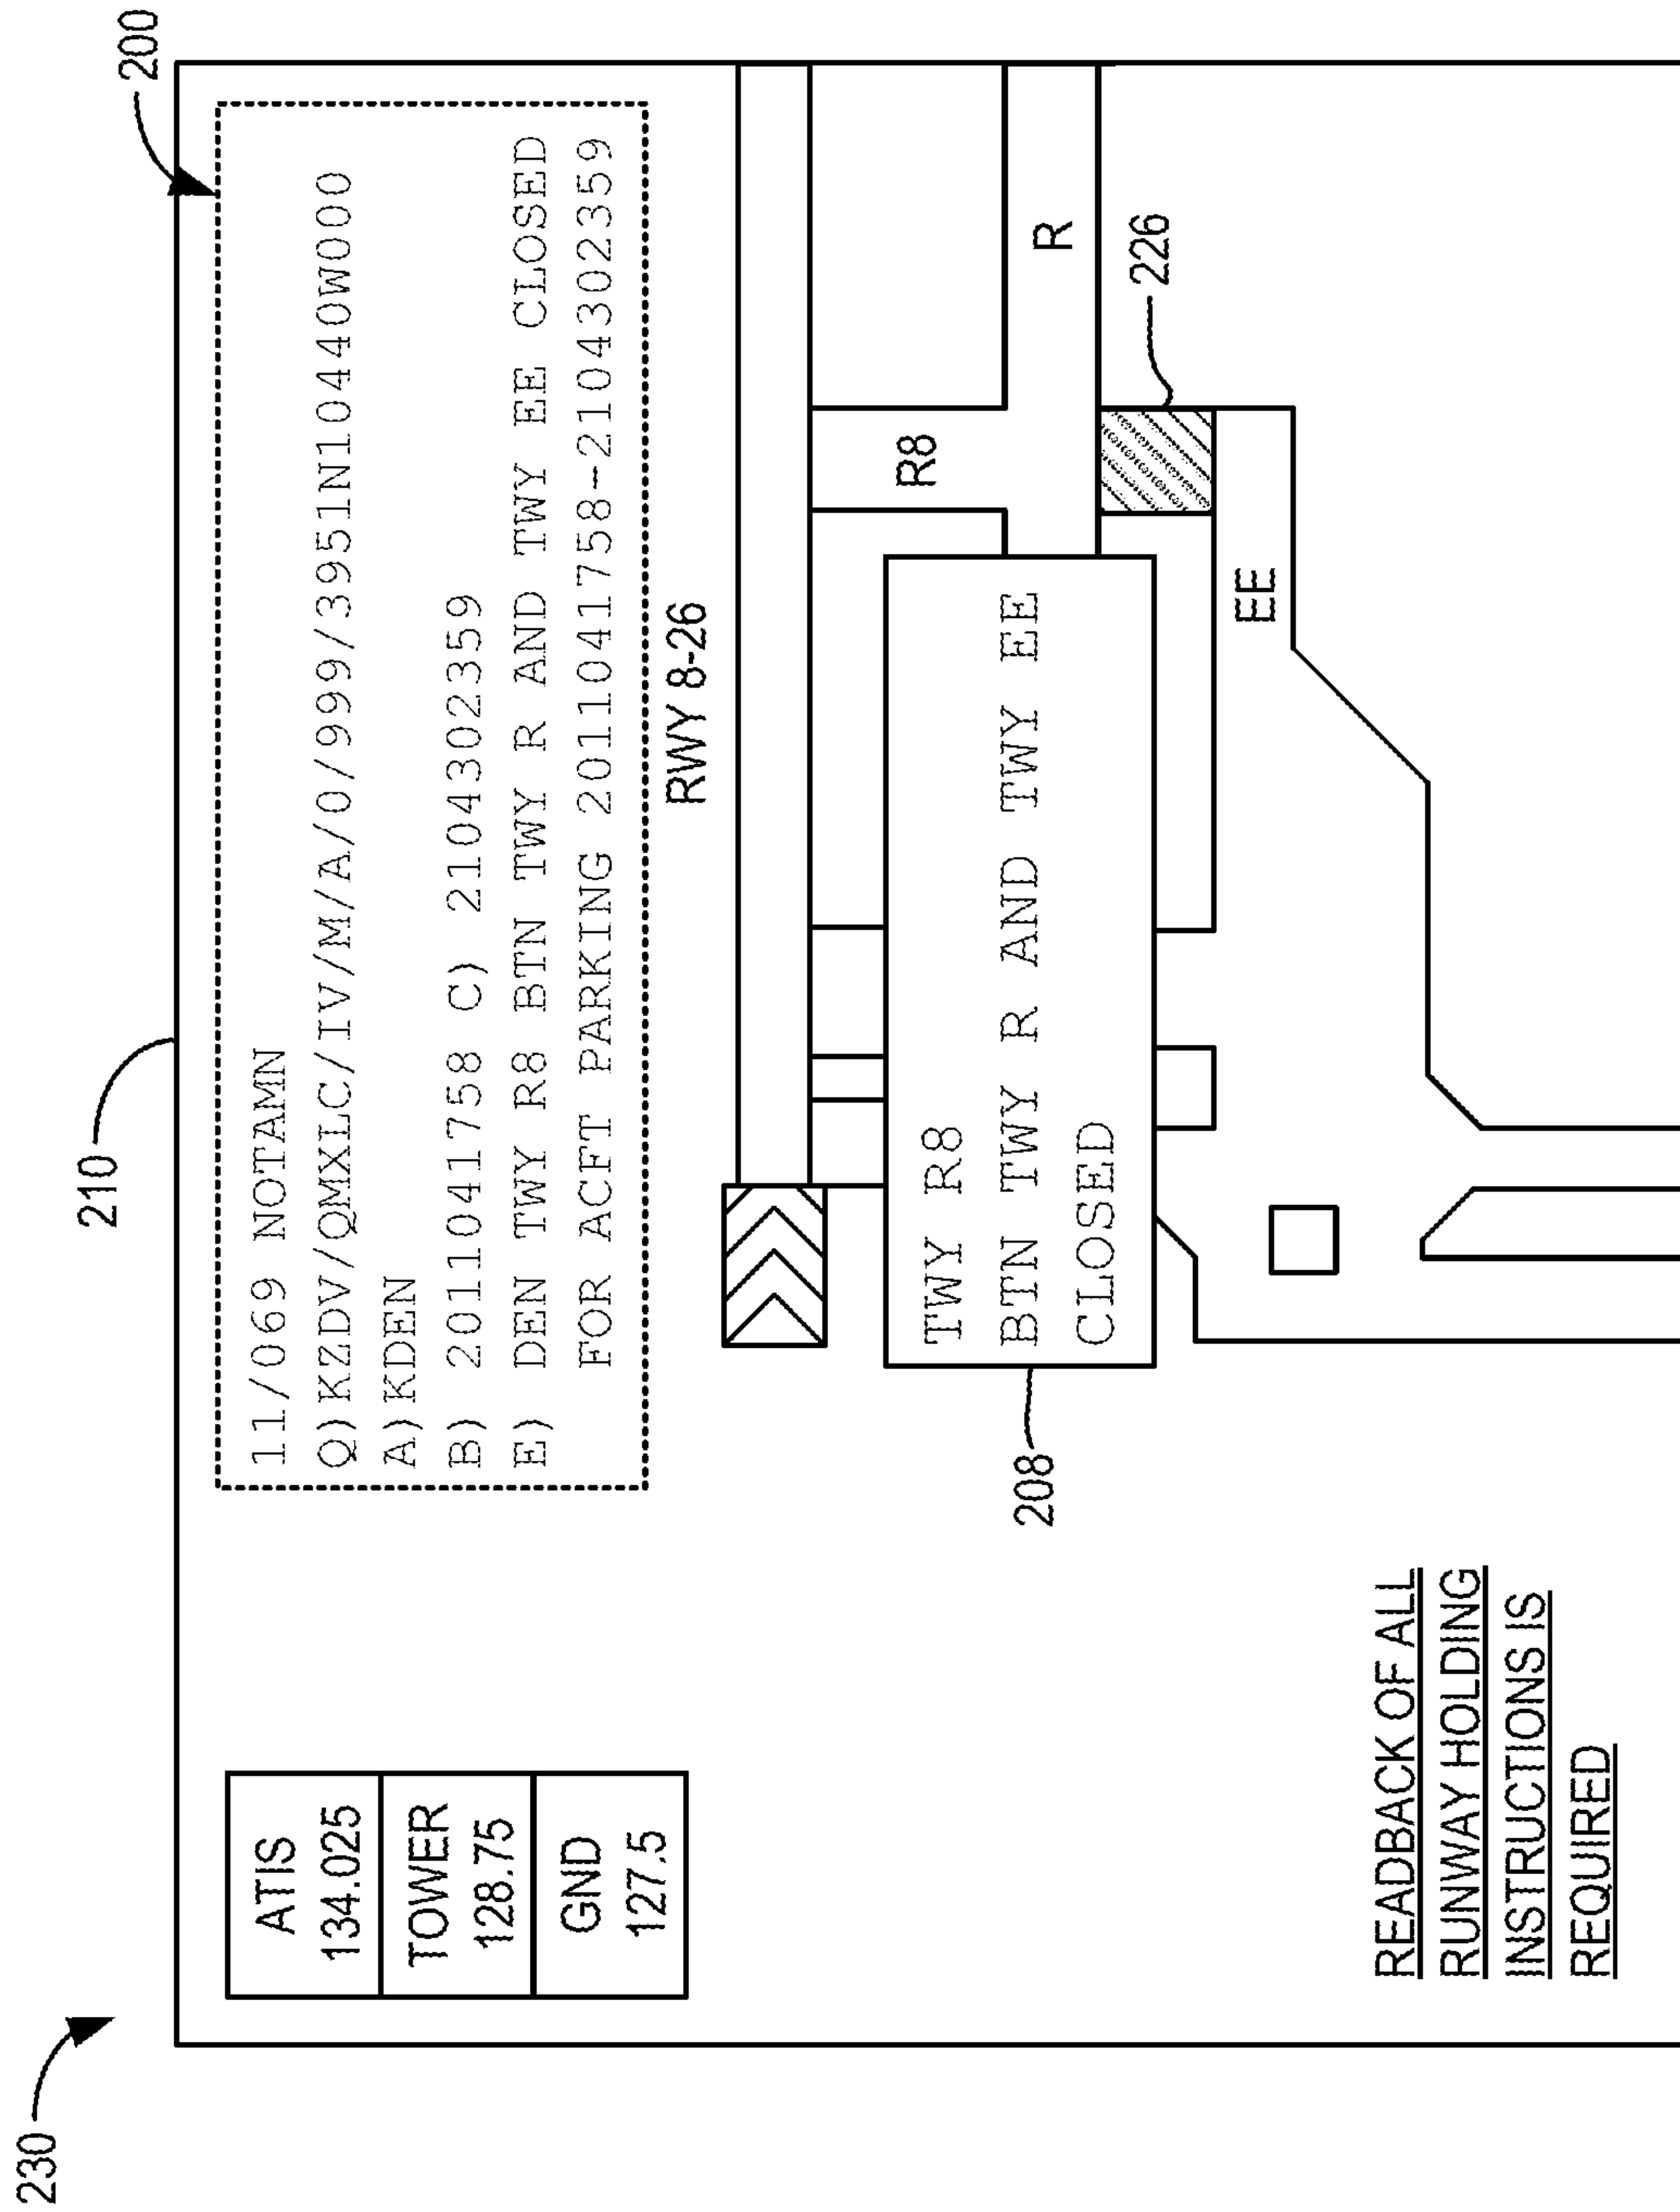 230
210
200
ATIS
134.025
TOWER
128.75
GND
127.5
11/069 NOTAMN
Q)KZDV/QMXLC/IV/M/A/0/999/3951N10440W000
A)KDEN
B) 2011041758 C) 2104302359
E) DEN TWY R8 BTN TWY R AND TWY EE CLOSED
FOR ACFT PARKING 2011041758-2104302359
RWY 8-26
R8
R
208
TWY R8
BTN TWY R AND TWY EE
CLOSED
226
EE
READBACK OF ALL
RUNWAY HOLDING
INSTRUCTIONS IS
REQUIRED